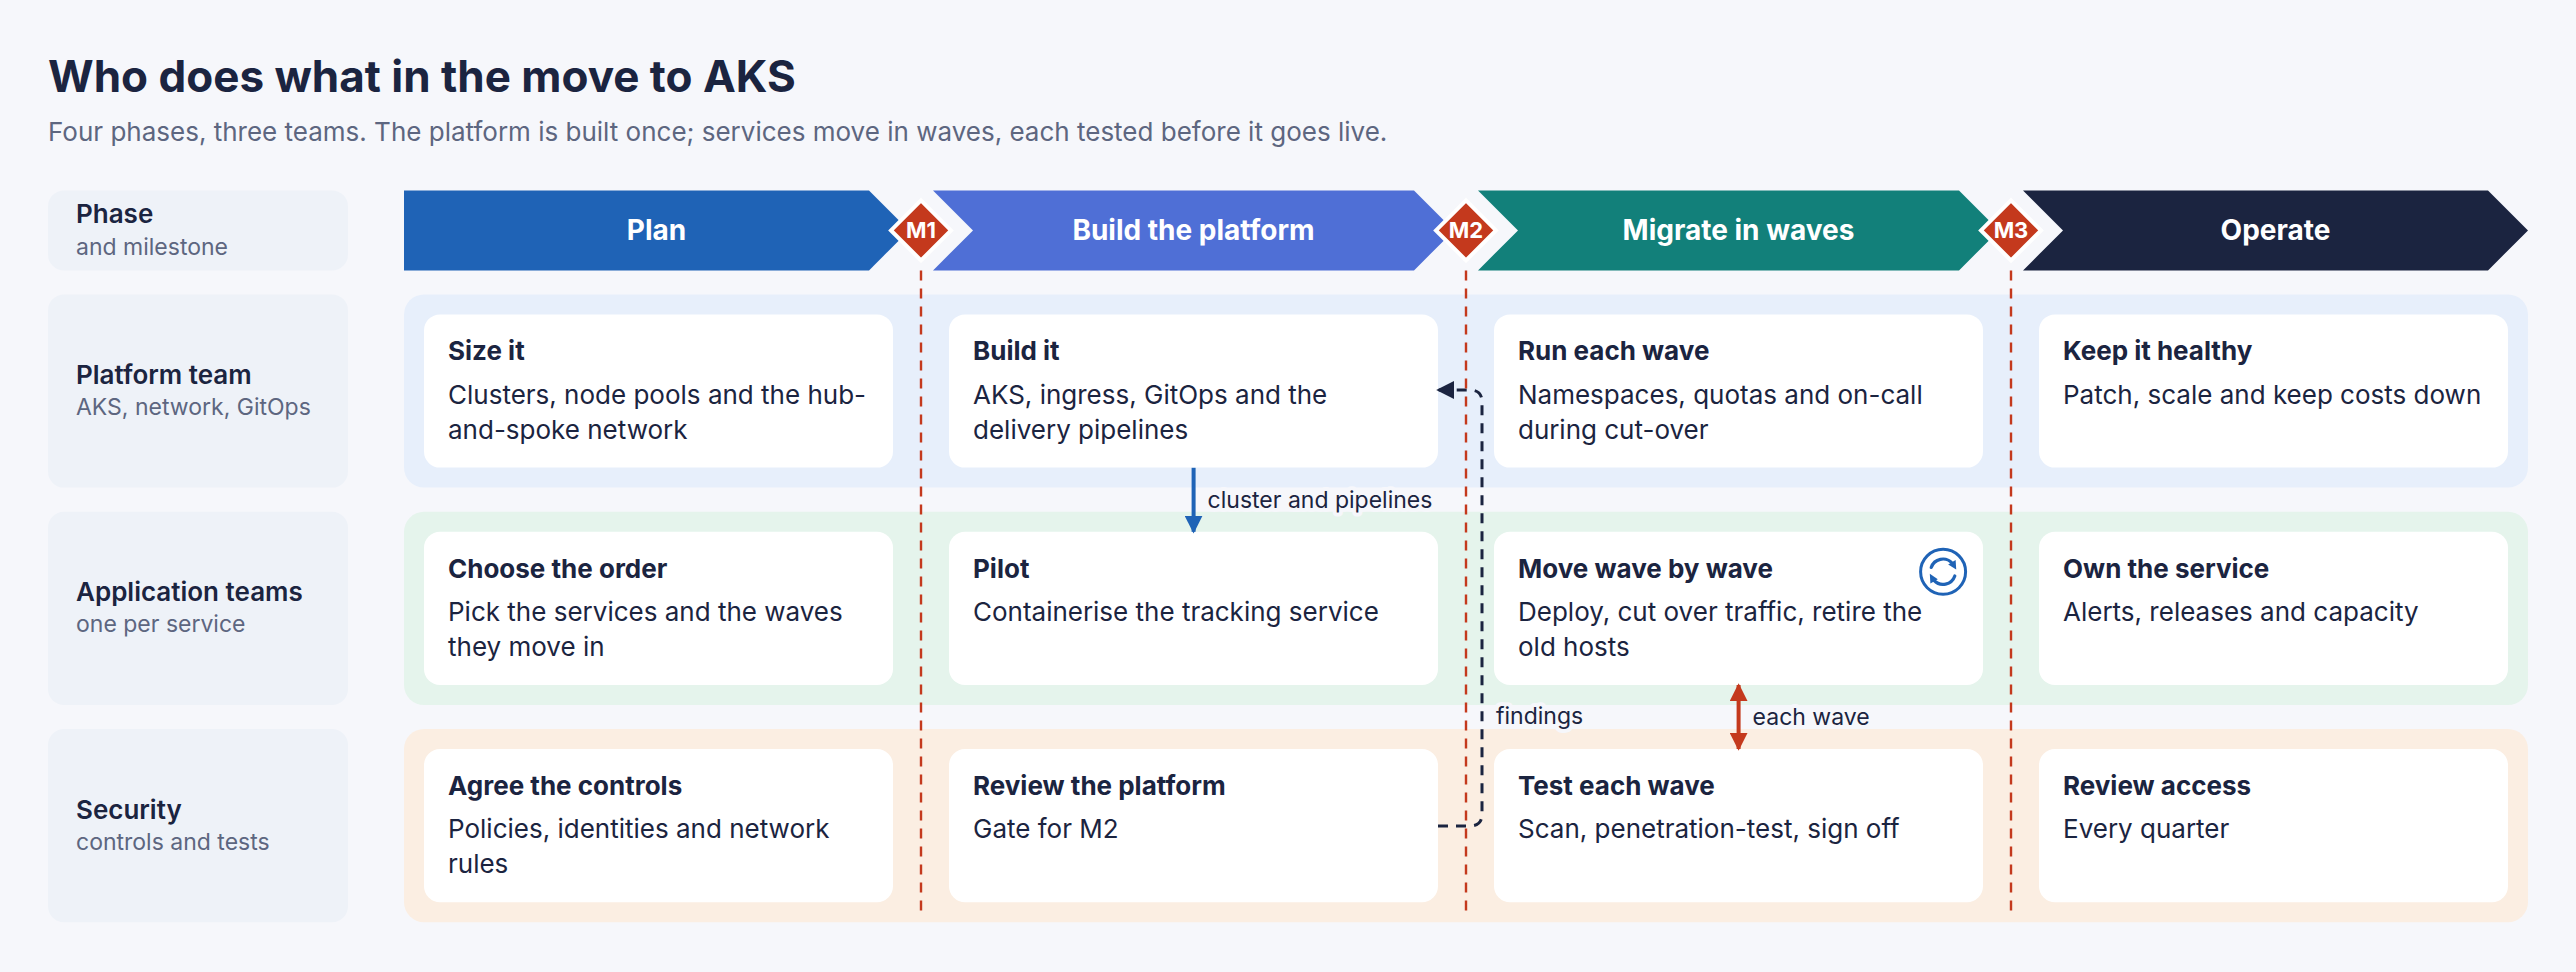 Who does what in the move to AKS
Four phases, three teams. The platform is built once; services move in waves, each tested before it goes live.
Phase
and milestone
Plan
M1
Build the platform
M2
Migrate in waves
M3
Operate
Platform team
AKS, network, GitOps
Size it
Clusters, node pools and the hub-
and-spoke network
Build it
AKS, ingress, GitOps and the
delivery pipelines
Run each wave
Namespaces, quotas and on-call
during cut-over
Keep it healthy
Patch, scale and keep costs down
cluster and pipelines
Application teams
one per service
Choose the order
Pick the services and the waves
they move in
Pilot
Containerise the tracking service
Move wave by wave
Deploy, cut over traffic, retire the
old hosts
Own the service
Alerts, releases and capacity
findings
each wave
Security
controls and tests
Agree the controls
Policies, identities and network
rules
Review the platform
Gate for M2
Test each wave
Scan, penetration-test, sign off
Review access
Every quarter